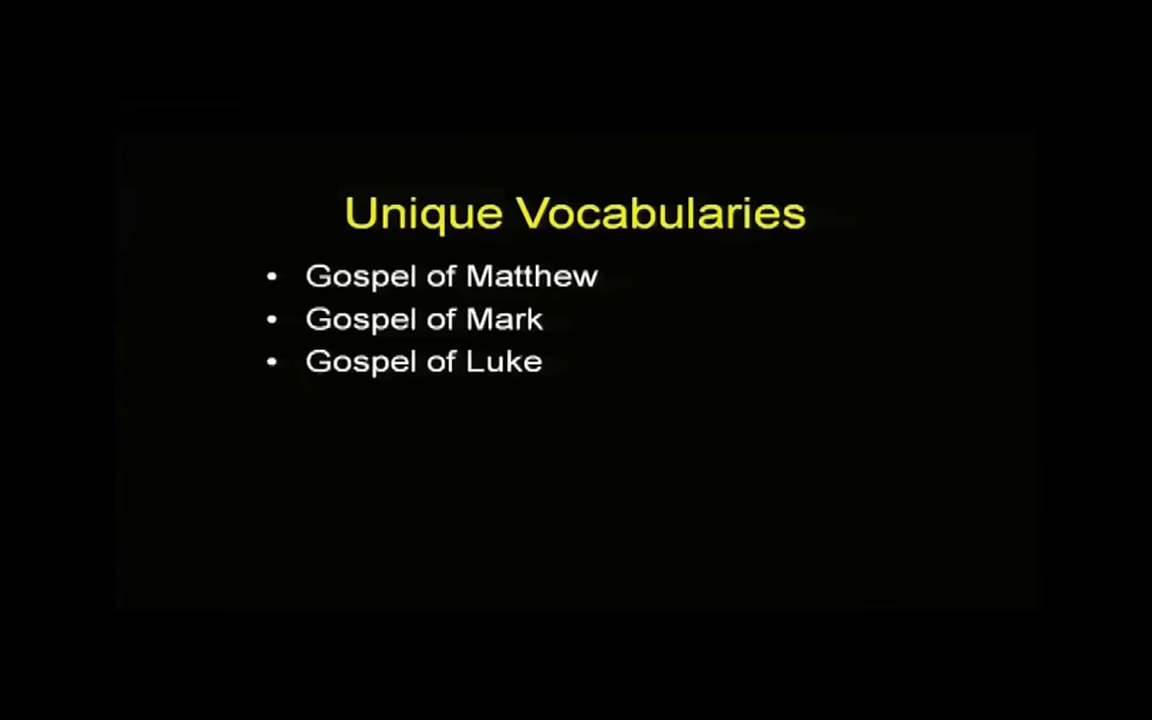 Unique Vocabularies
• Gospel of Matthew
• Gospel of Mark
• Gospel of Luke